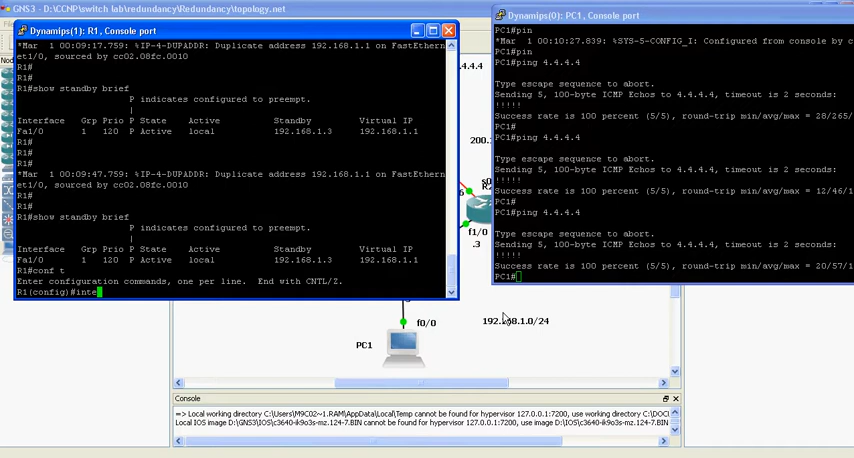 GNS3 - D:\CCNP\switch lab\redundancy\Redundancy\topology.net
Dynamips(1): R1, Console port
*Mar  1 00:09:17.759: %IP-4-DUPADDR: Duplicate address 192.168.1.1 on FastEthern
et1/0, sourced by cc02.08fc.0010
R1#
R1#
R1#show standby brief
P indicates configured to preempt.
|
Interface   Grp Prio P State    Active          Standby         Virtual IP
Fa1/0       1   120  P Active   local           192.168.1.3     192.168.1.1
R1#
R1#
*Mar  1 00:09:47.759: %IP-4-DUPADDR: Duplicate address 192.168.1.1 on FastEthern
et1/0, sourced by cc02.08fc.0010
R1#
R1#
R1#show standby brief
P indicates configured to preempt.
|
Interface   Grp Prio P State    Active          Standby         Virtual IP
Fa1/0       1   120  P Active   local           192.168.1.3     192.168.1.1
R1#conf t
Enter configuration commands, one per line.  End with CNTL/Z.
R1(config)#inte
Dynamips(0): PC1, Console port
PC1#pin
*Mar  1 00:10:27.839: %SYS-5-CONFIG_I: Configured from console by c
PC1#pin
PC1#ping 4.4.4.4
Type escape sequence to abort.
Sending 5, 100-byte ICMP Echos to 4.4.4.4, timeout is 2 seconds:
!!!!!
Success rate is 100 percent (5/5), round-trip min/avg/max = 28/265/
PC1#
PC1#ping 4.4.4.4
Type escape sequence to abort.
Sending 5, 100-byte ICMP Echos to 4.4.4.4, timeout is 2 seconds:
!!!!!
Success rate is 100 percent (5/5), round-trip min/avg/max = 12/46/1
PC1#
PC1#ping 4.4.4.4
Type escape sequence to abort.
Sending 5, 100-byte ICMP Echos to 4.4.4.4, timeout is 2 seconds:
!!!!!
Success rate is 100 percent (5/5), round-trip min/avg/max = 20/57/1
PC1#
.4.4.4
200.
f1/0
.3
f0/0
PC1
192.168.1.0/24
Console
=> Local working directory C:\Users\M9C02~1.RAM\AppData\Local\Temp cannot be found for hypervisor 127.0.0.1:7200, use working directory C:\DOC
Local IOS image D:\GNS3\IOS\c3640-ik9o3s-mz.124-7.BIN cannot be found for hypervisor 127.0.0.1:7200, use image D:\IOS\c3640-ik9o3s-mz.124-7.BIN